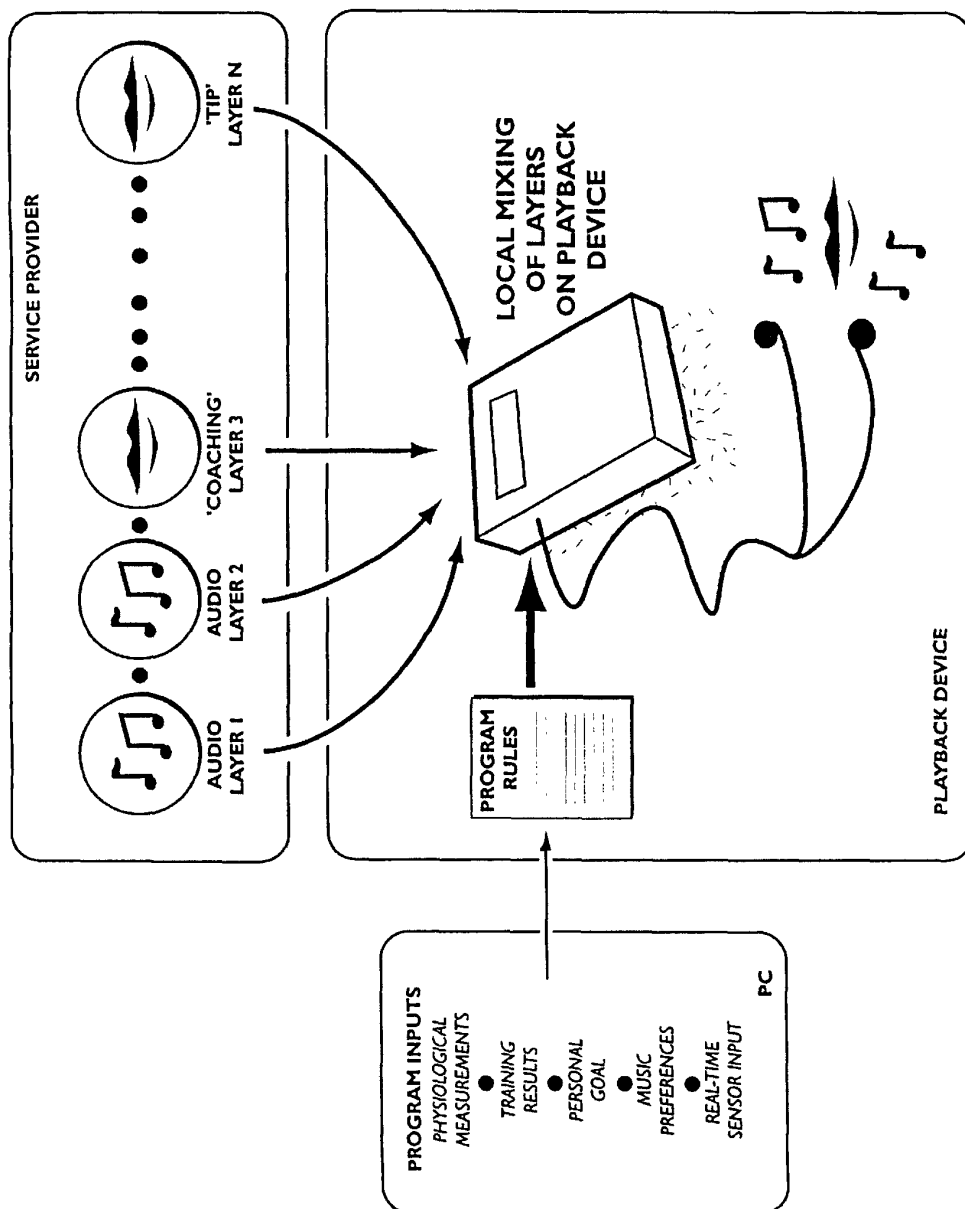 SERVICE PROVIDER
AUDIO
LAYER 1
AUDIO
LAYER 2
'COACHING'
LAYER 3
'TIP'
LAYER N
PROGRAM INPUTS
PHYSIOLOGICAL
MEASUREMENTS
TRAINING
RESULTS
PERSONAL
GOAL
MUSIC
PREFERENCES
REAL-TIME
SENSOR INPUT
PC
PROGRAM
RULES
LOCAL MIXING
OF LAYERS
ON PLAYBACK
DEVICE
PLAYBACK DEVICE